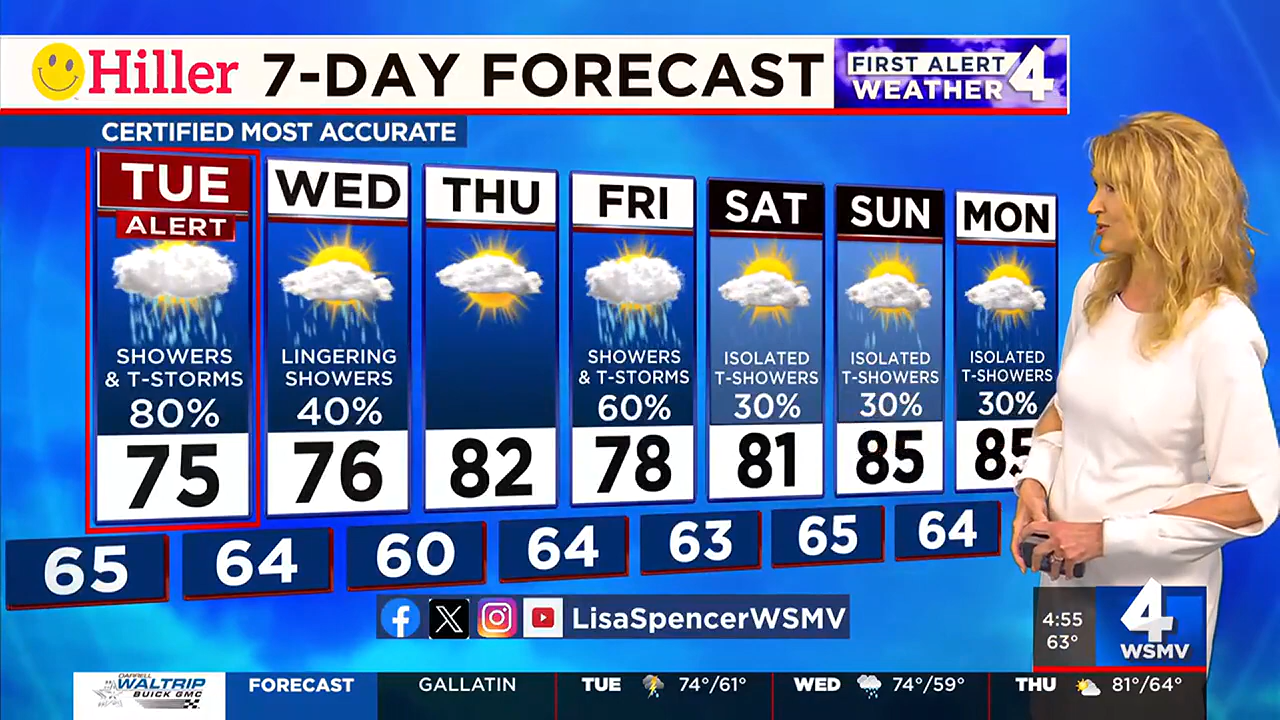 Hiller 7-DAY FORECAST
FIRST ALERT
WEATHER 4
CERTIFIED MOST ACCURATE
TUE
ALERT
SHOWERS
& T-STORMS
80%
75
WED
LINGERING
SHOWERS
40%
76
THU
82
FRI
SHOWERS
& T-STORMS
60%
78
SAT
ISOLATED
T-SHOWERS
30%
81
SUN
ISOLATED
T-SHOWERS
30%
85
MON
ISOLATED
T-SHOWERS
30%
85
65 64 60 64 63 65 64
LisaSpencerWSMV
4:55
63°
4
WSMV
DARRELL
WALTRIP
BUICK GMC
FORECAST GALLATIN TUE 74°/61° WED 74°/59° THU 81°/64°